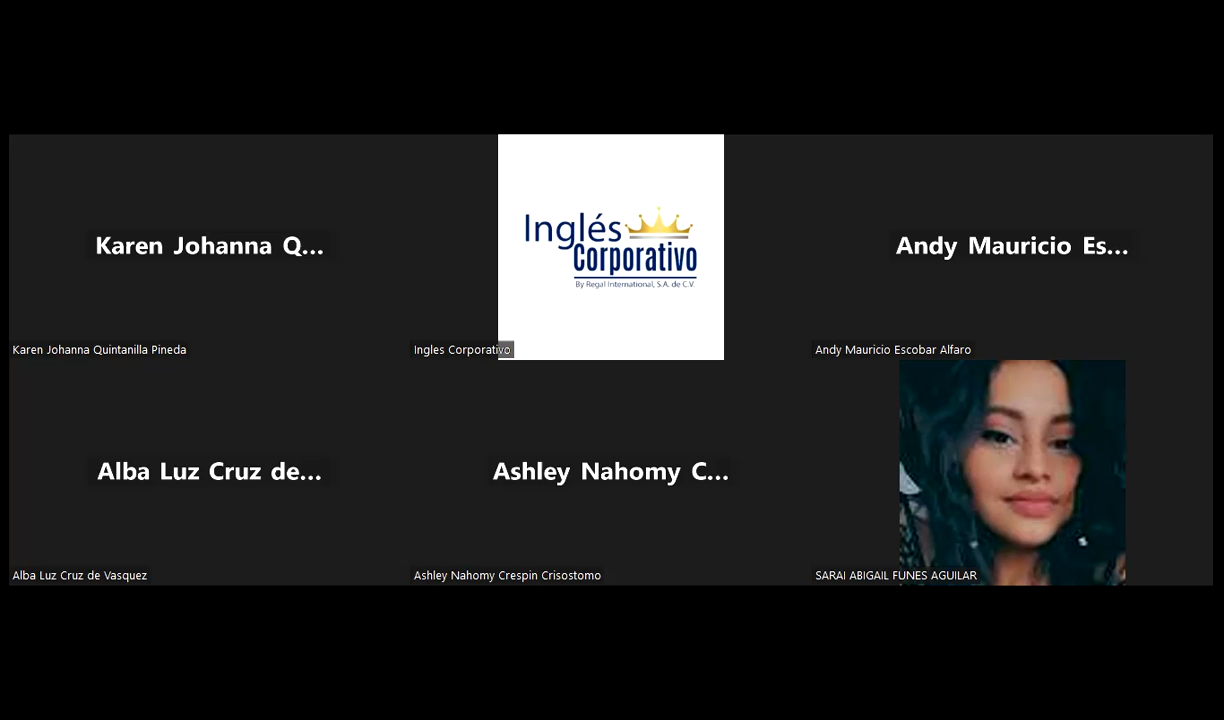 Karen Johanna Q...
Karen Johanna Quintanilla Pineda
Inglés
Corporativo
By Regal International, S.A. de C.V.
Ingles Corporativo
Andy Mauricio Es...
Andy Mauricio Escobar Alfaro
Alba Luz Cruz de...
Alba Luz Cruz de Vasquez
Ashley Nahomy C...
Ashley Nahomy Crespin Crisostomo
SARAI ABIGAIL FUNES AGUILAR